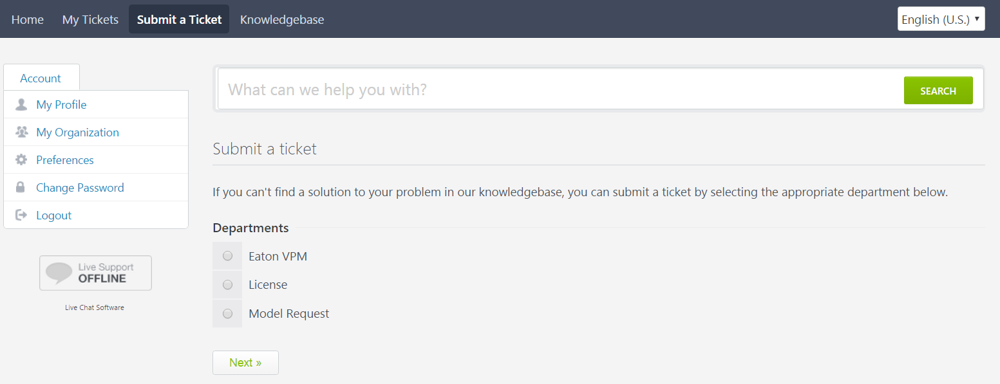 Home My Tickets Submit a Ticket Knowledgebase English (U.S.)
Account
My Profile
My Organization
Preferences
Change Password
Logout
Live Support
OFFLINE
Live Chat Software
What can we help you with? SEARCH
Submit a ticket
If you can't find a solution to your problem in our knowledgebase, you can submit a ticket by selecting the appropriate department below.
Departments
Eaton VPM
License
Model Request
Next »